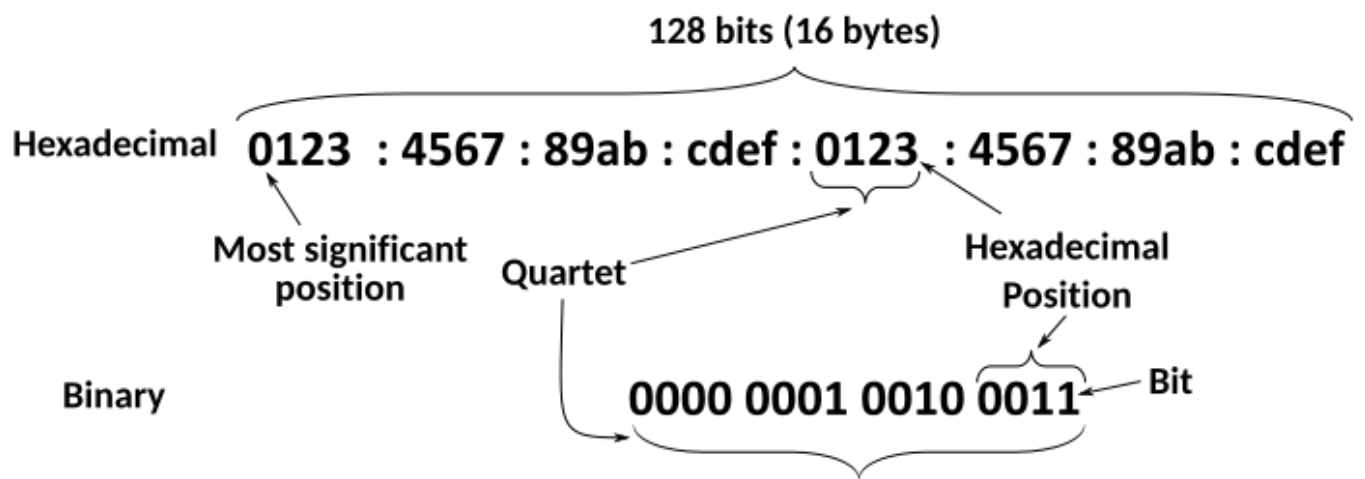 128 bits (16 bytes)
Hexadecimal 0123 : 4567 : 89ab : cdef : 0123 : 4567 : 89ab : cdef
Most significant
position
Quartet
Hexadecimal
Position
Binary
0000 0001 0010 0011
Bit